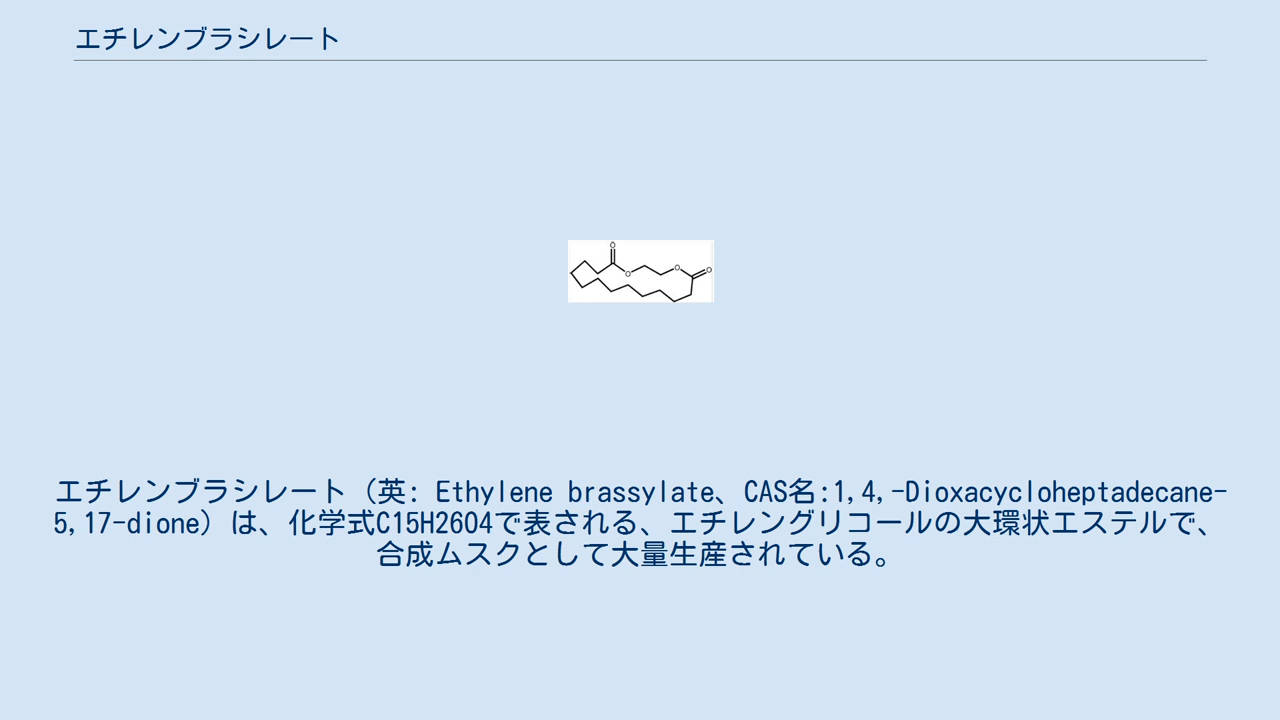 エチレンブラシレート
O
O
O
O
エチレンブラシレート（英: Ethylene brassylate、CAS名:1,4,-Dioxacycloheptadecane-
5,17-dione）は、化学式C15H26O4で表される、エチレングリコールの大環状エステルで、
合成ムスクとして大量生産されている。